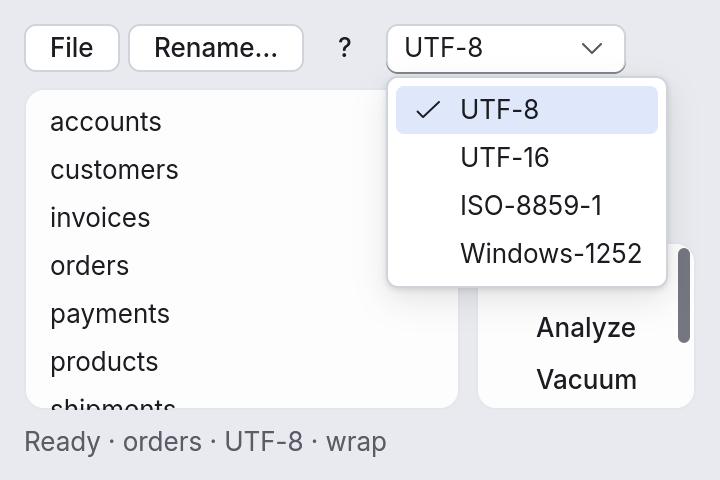 File Rename... ? UTF-8
UTF-8
UTF-16
ISO-8859-1
Windows-1252
accounts
customers
invoices
orders
payments
products
shipments
Analyze
Vacuum
Ready · orders · UTF-8 · wrap